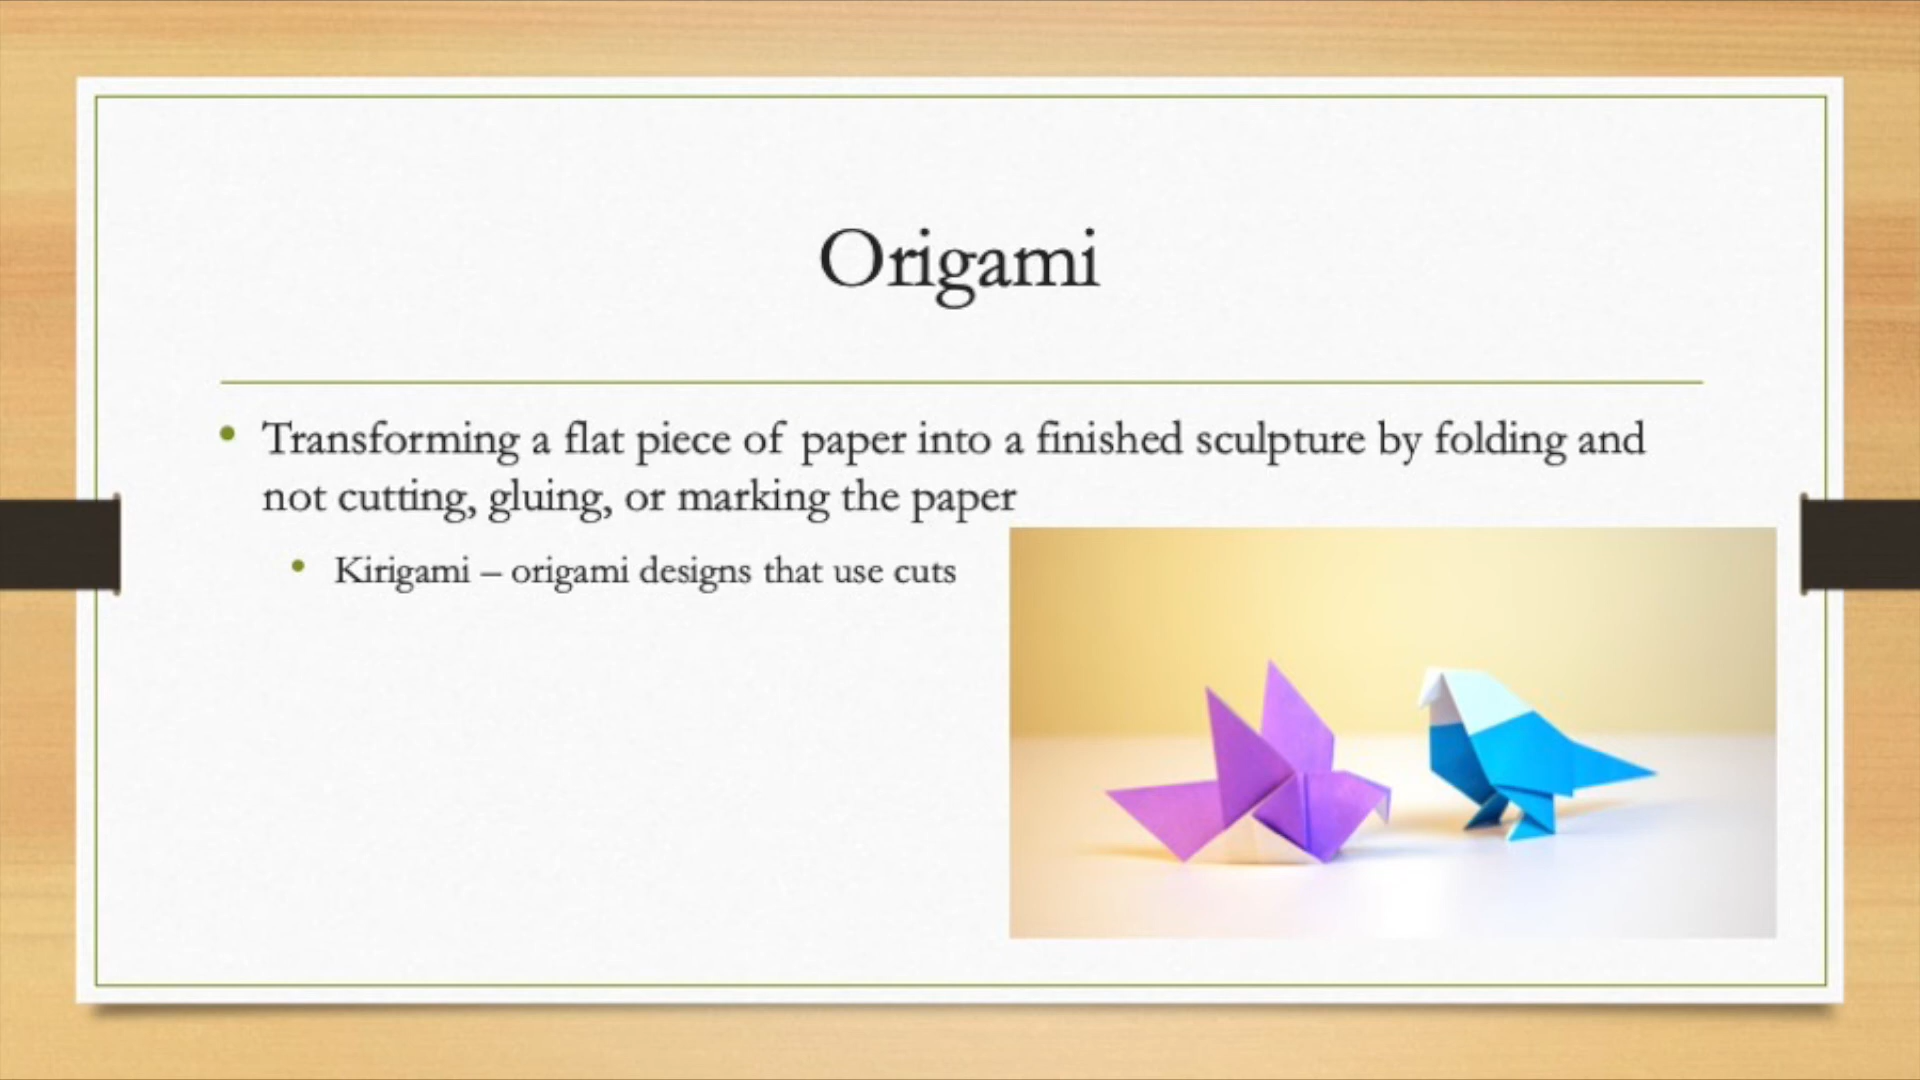 Origami
• Transforming a flat piece of paper into a finished sculpture by folding and
not cutting, gluing, or marking the paper
• Kirigami – origami designs that use cuts